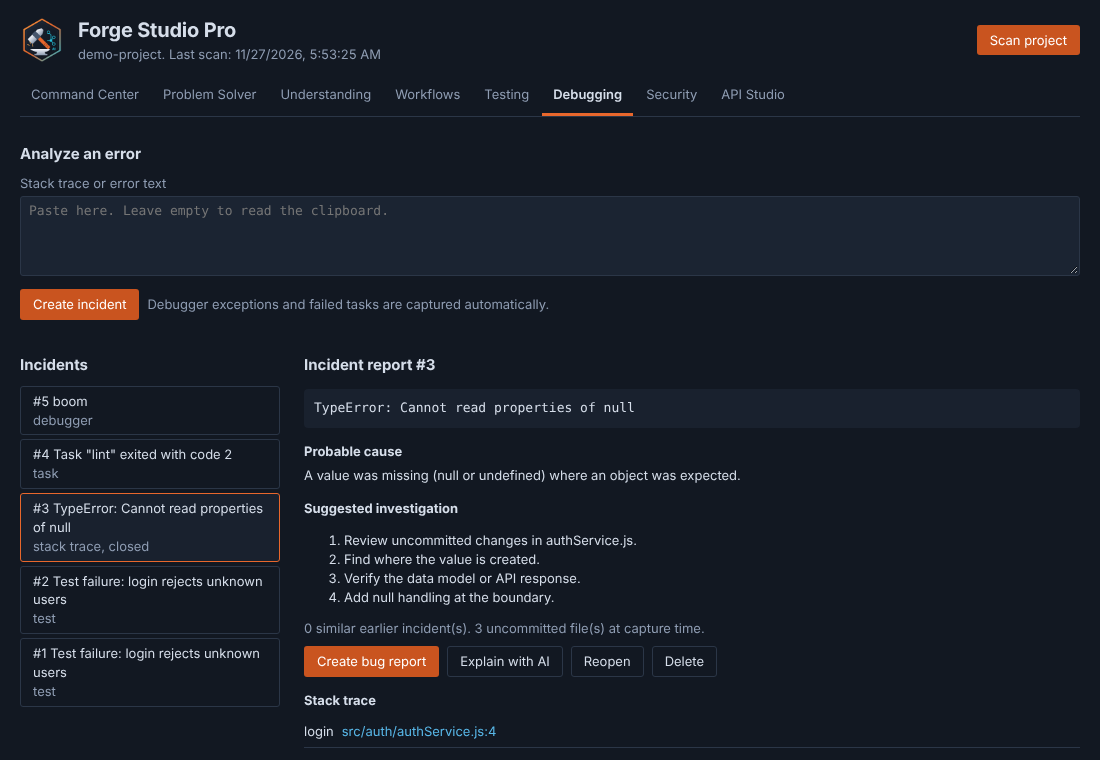 Forge Studio Pro
demo-project. Last scan: 11/27/2026, 5:53:25 AM
Scan project
Command Center Problem Solver Understanding Workflows Testing Debugging Security API Studio
Analyze an error
Stack trace or error text
Paste here. Leave empty to read the clipboard.
Create incident Debugger exceptions and failed tasks are captured automatically.
Incidents
#5 boom
debugger
#4 Task "lint" exited with code 2
task
#3 TypeError: Cannot read properties
of null
stack trace, closed
#2 Test failure: login rejects unknown
users
test
#1 Test failure: login rejects unknown
users
test
Incident report #3
TypeError: Cannot read properties of null
Probable cause
A value was missing (null or undefined) where an object was expected.
Suggested investigation
1. Review uncommitted changes in authService.js.
2. Find where the value is created.
3. Verify the data model or API response.
4. Add null handling at the boundary.
0 similar earlier incident(s). 3 uncommitted file(s) at capture time.
Create bug report Explain with AI Reopen Delete
Stack trace
login src/auth/authService.js:4